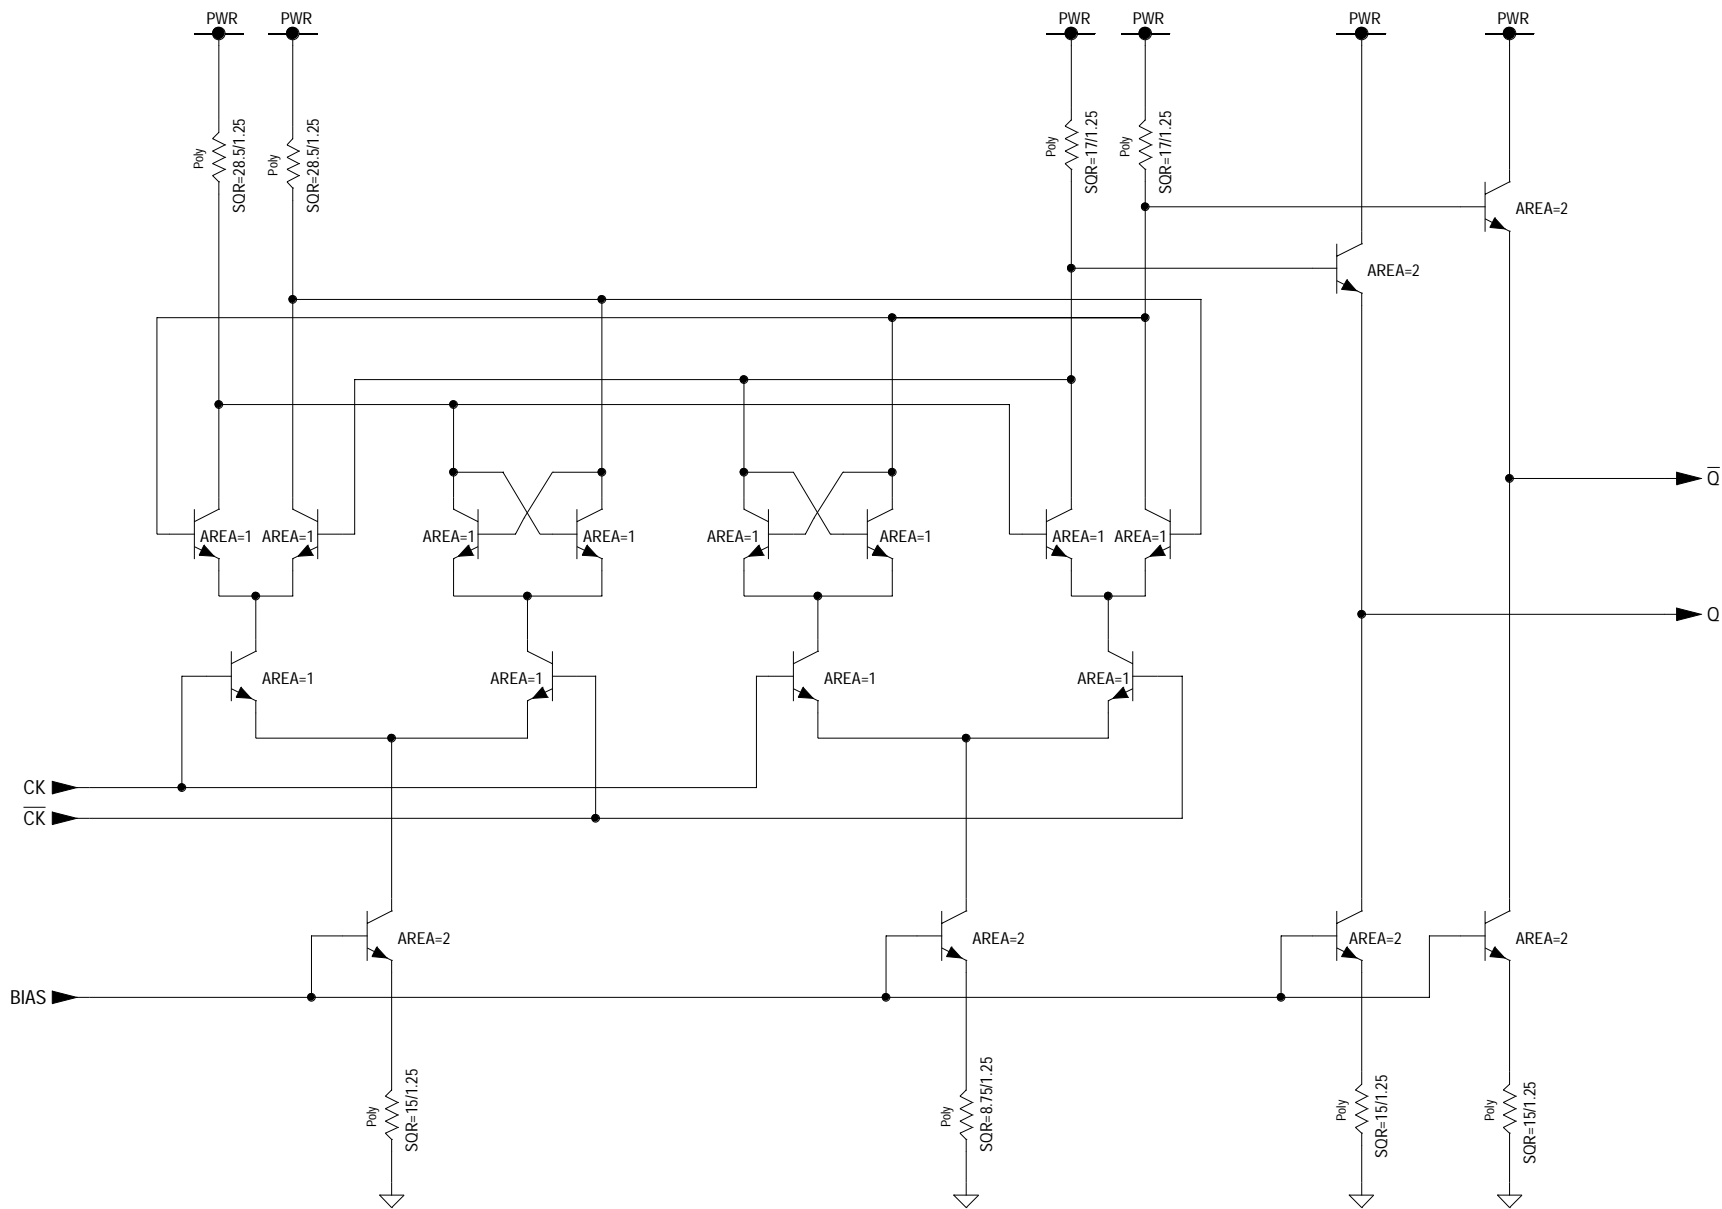 PWR PWR PWR PWR PWR PWR
Poly
SQR=28.5/1.25
Poly
SQR=28.5/1.25
Poly
SQR=17/1.25
Poly
SQR=17/1.25
AREA=2
AREA=2
Q̅
AREA=1 AREA=1 AREA=1 AREA=1 AREA=1 AREA=1 AREA=1 AREA=1
Q
AREA=1 AREA=1 AREA=1 AREA=1
CK
C̅K̅
AREA=2 AREA=2 AREA=2 AREA=2
BIAS
Poly
SQR=15/1.25
Poly
SQR=8.75/1.25
Poly
SQR=15/1.25
Poly
SQR=15/1.25